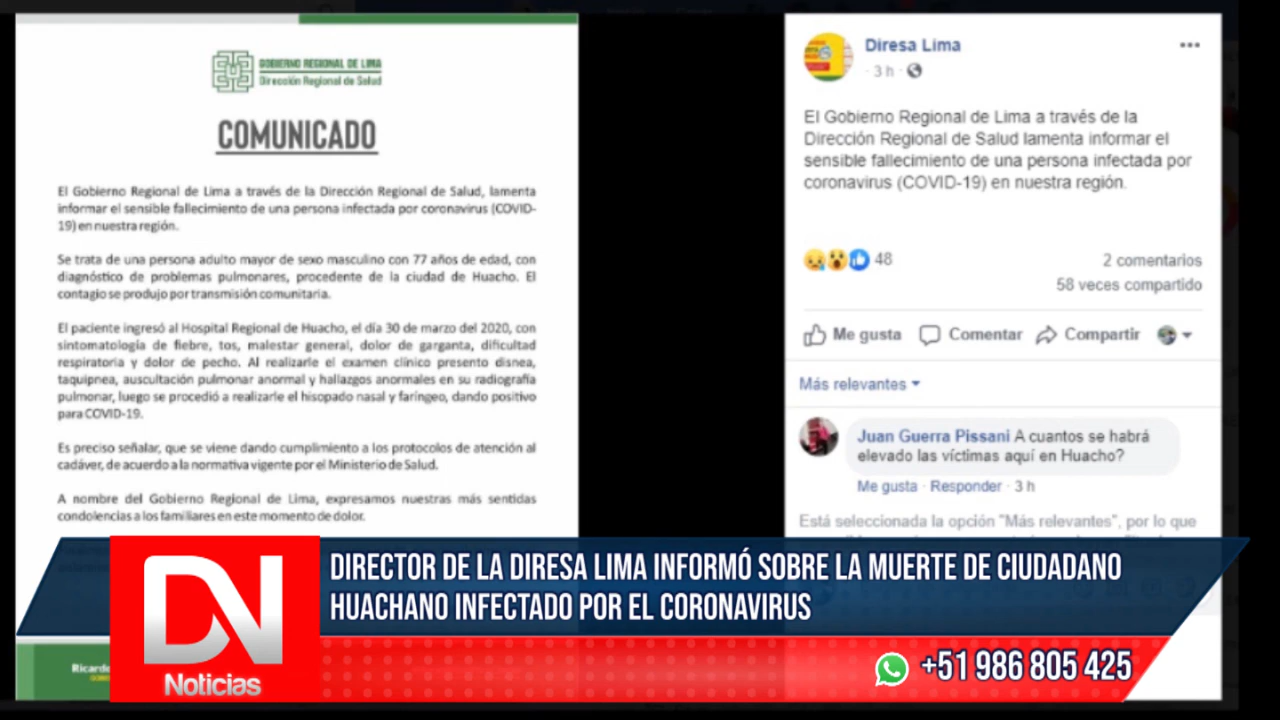 GOBIERNO REGIONAL DE LIMA
Dirección Regional de Salud
COMUNICADO
El Gobierno Regional de Lima a través de la Dirección Regional de Salud, lamenta
informar el sensible fallecimiento de una persona infectada por coronavirus (COVID-
19) en nuestra región.
Se trata de una persona adulto mayor de sexo masculino con 77 años de edad, con
diagnóstico de problemas pulmonares, procedente de la ciudad de Huacho. El
contagio se produjo por transmisión comunitaria.
El paciente ingresó al Hospital Regional de Huacho, el día 30 de marzo del 2020, con
sintomatología de fiebre, tos, malestar general, dolor de garganta, dificultad
respiratoria y dolor de pecho. Al realizarle el examen clínico presento disnea,
taquipnea, auscultación pulmonar anormal y hallazgos anormales en su radiografía
pulmonar, luego se procedió a realizarle el hisopado nasal y faríngeo, dando positivo
para COVID-19.
Es preciso señalar, que se viene dando cumplimiento a los protocolos de atención al
cadáver, de acuerdo a la normativa vigente por el Ministerio de Salud.
A nombre del Gobierno Regional de Lima, expresamos nuestras más sentidas
condolencias a los familiares en este momento de dolor.
Diresa Lima
· 3 h ·
El Gobierno Regional de Lima a través de la
Dirección Regional de Salud lamenta informar el
sensible fallecimiento de una persona infectada por
coronavirus (COVID-19) en nuestra región.
48
2 comentarios
58 veces compartido
Me gusta
Comentar
Compartir
Más relevantes
Juan Guerra Pissani A cuantos se habrá
elevado las víctimas aquí en Huacho?
Me gusta · Responder · 3 h
Está seleccionada la opción "Más relevantes", por lo que
DIRECTOR DE LA DIRESA LIMA INFORMÓ SOBRE LA MUERTE DE CIUDADANO
HUACHANO INFECTADO POR EL CORONAVIRUS
DN
Noticias
+51 986 805 425